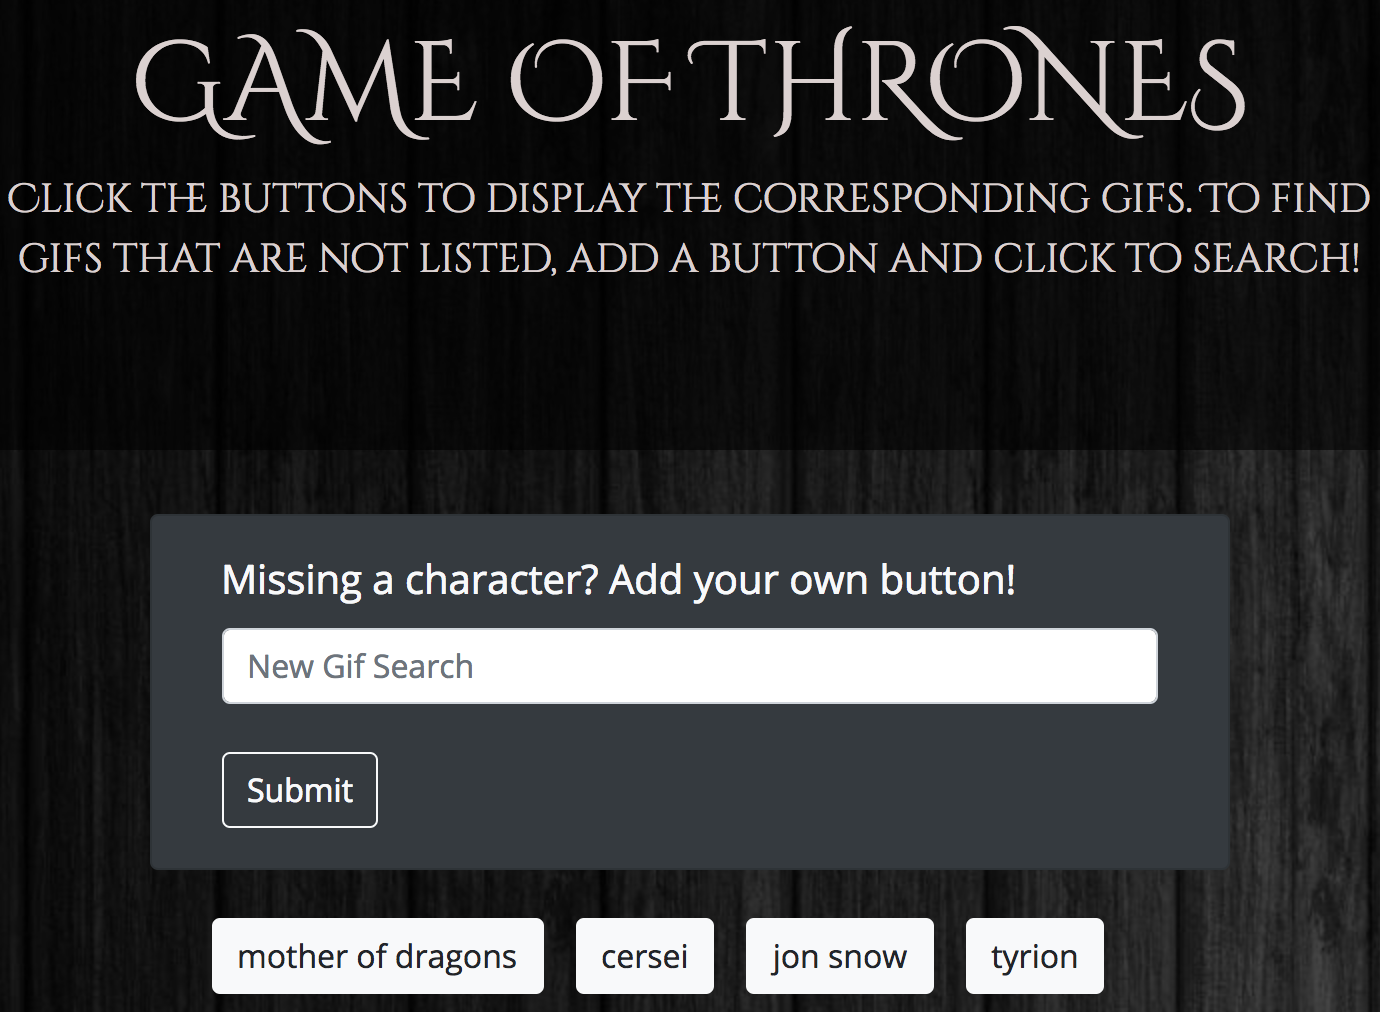 GAME OF THRONES
CLICK THE BUTTONS TO DISPLAY THE CORRESPONDING GIFS. TO FIND
GIFS THAT ARE NOT LISTED, ADD A BUTTON AND CLICK TO SEARCH!
Missing a character? Add your own button!
New Gif Search
Submit
mother of dragons cersei jon snow tyrion